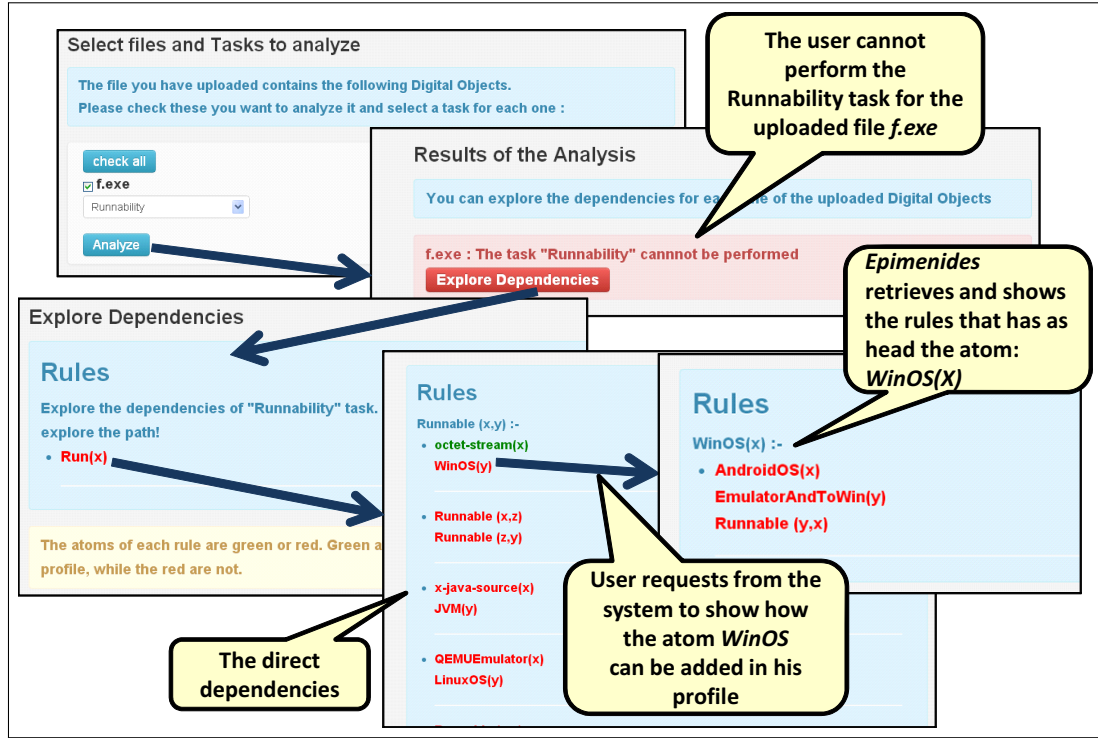 Select files and Tasks to analyze
The file you have uploaded contains the following Digital Objects.
Please check these you want to analyze it and select a task for each one :
check all
f.exe
Runnability
Analyze
The user cannot
perform the
Runnability task for the
uploaded file f.exe
Results of the Analysis
You can explore the dependencies for ea ne of the uploaded Digital Objects
f.exe : The task "Runnability" cannnot be performed
Explore Dependencies
Epimenides
retrieves and shows
the rules that has as
head the atom:
WinOS(X)
Explore Dependencies
Rules
Explore the dependencies of "Runnability" task.
explore the path!
• Run(x)
The atoms of each rule are green or red. Green a
profile, while the red are not.
Rules
Runnable (x,y) :-
• octet-stream(x)
WinOS(y)
• Runnable (x,z)
Runnable (z,y)
• x-java-source(x)
JVM(y)
• QEMUEmulator(x)
LinuxOS(y)
Rules
WinOS(x) :-
• AndroidOS(x)
EmulatorAndToWin(y)
Runnable (y,x)
The direct
dependencies
User requests from the
system to show how
the atom WinOS
can be added in his
profile